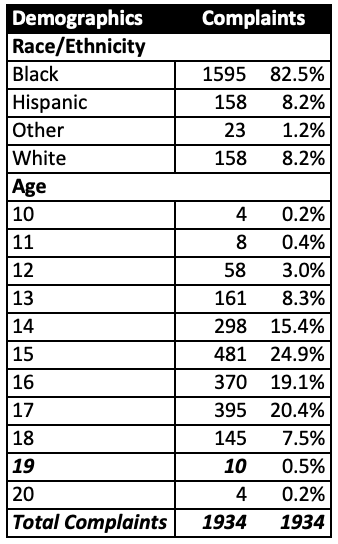 Demographics Complaints
Race/Ethnicity
Black 1595 82.5%
Hispanic 158 8.2%
Other 23 1.2%
White 158 8.2%
Age
10 4 0.2%
11 8 0.4%
12 58 3.0%
13 161 8.3%
14 298 15.4%
15 481 24.9%
16 370 19.1%
17 395 20.4%
18 145 7.5%
19 10 0.5%
20 4 0.2%
Total Complaints 1934 1934